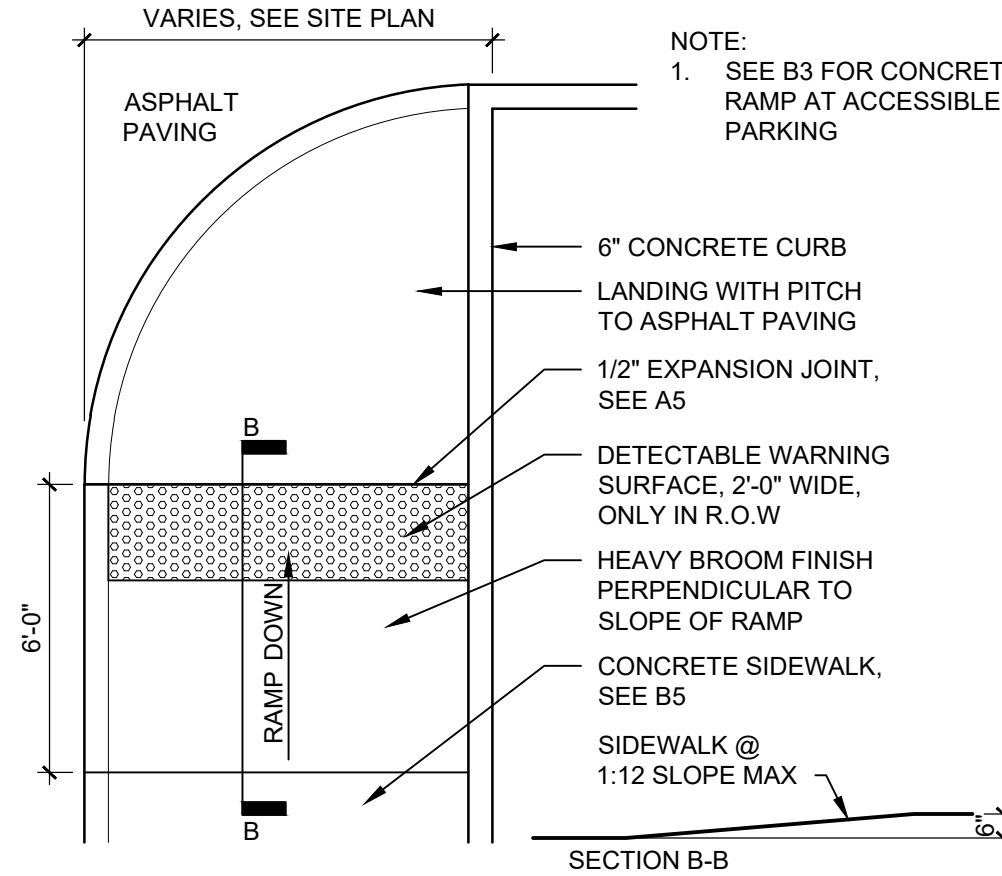 VARIES, SEE SITE PLAN
NOTE:
1. SEE B3 FOR CONCRET
RAMP AT ACCESSIBLE
PARKING
ASPHALT
PAVING
6" CONCRETE CURB
LANDING WITH PITCH
TO ASPHALT PAVING
1/2" EXPANSION JOINT,
SEE A5
B
DETECTABLE WARNING
SURFACE, 2'-0" WIDE,
ONLY IN R.O.W
HEAVY BROOM FINISH
PERPENDICULAR TO
SLOPE OF RAMP
6'-0"
RAMP DOWN
CONCRETE SIDEWALK,
SEE B5
SIDEWALK @
1:12 SLOPE MAX
B
6"
SECTION B-B